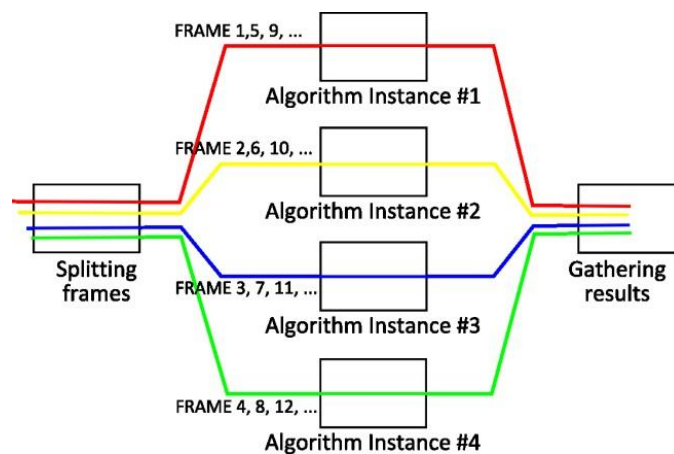 FRAME 1,5, 9, ...
Algorithm Instance #1
FRAME 2,6, 10, ...
Algorithm Instance #2
Splitting
frames
Gathering
results
FRAME 3, 7, 11, ...
Algorithm Instance #3
FRAME 4, 8, 12, ...
Algorithm Instance #4